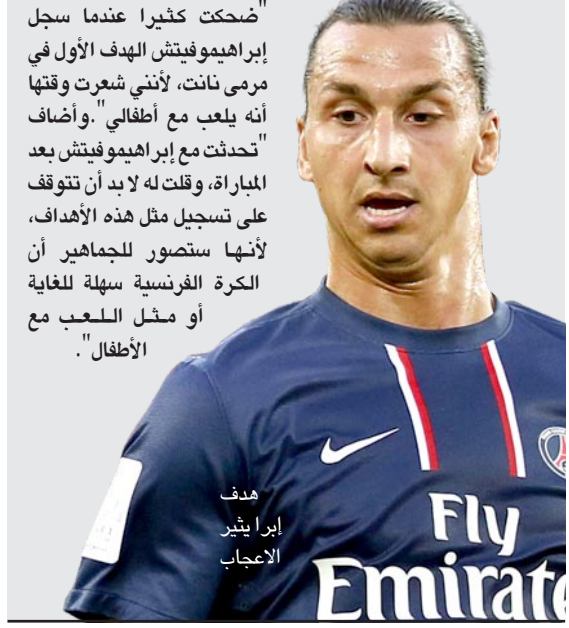 "ضحكت كثيرا عندما سجل
إبراهيموفيتش الهدف الأول في
مرمى نانت، لأنني شعرت وقتها
أنه يلعب مع أطفالي".وأضاف
"تحدثت مع إبراهيموفيتش بعد
المباراة، وقلت له لا بد أن تتوقف
على تسجيل مثل هذه الأهداف،
لأنها ستصور للجماهير أن
الكرة الفرنسية سهلة للغاية
أو مثل اللعب مع
الأطفال".
هدف
إبرا يثير
الاعجاب
Fly
Emirate